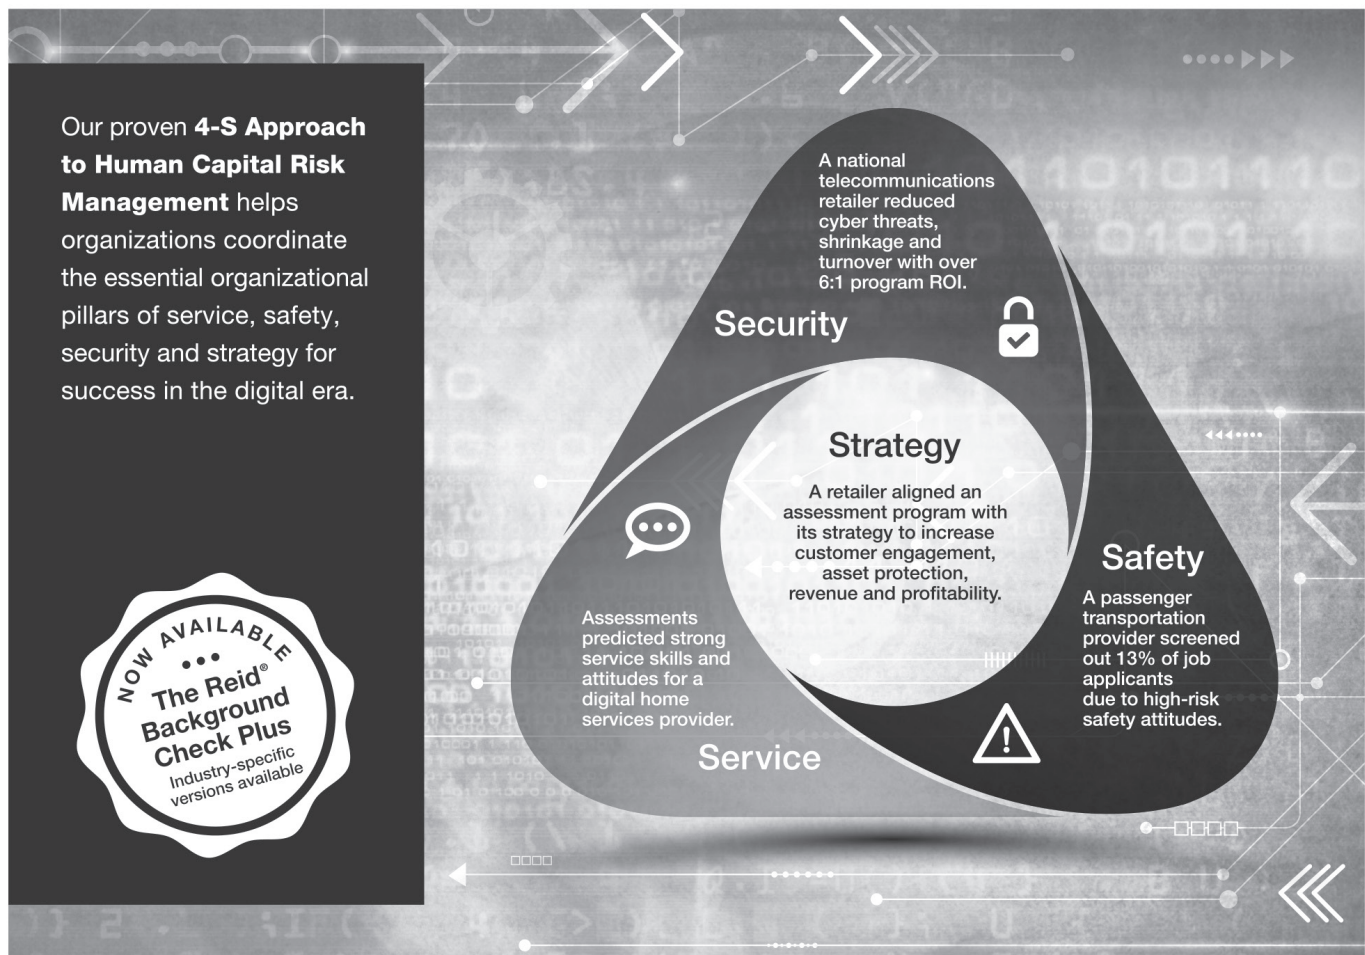 Our proven 4-S Approach
to Human Capital Risk
Management helps
organizations coordinate
the essential organizational
pillars of service, safety,
security and strategy for
success in the digital era.
NOW AVAILABLE
The Reid®
Background
Check Plus
Industry-specific
versions available
A national
telecommunications
retailer reduced
cyber threats,
shrinkage and
turnover with over
6:1 program ROI.
Security
Strategy
A retailer aligned an
assessment program with
its strategy to increase
customer engagement,
asset protection,
revenue and profitability.
Safety
A passenger
transportation
provider screened
out 13% of job
applicants
due to high-risk
safety attitudes.
Assessments
predicted strong
service skills and
attitudes for a
digital home
services provider.
Service